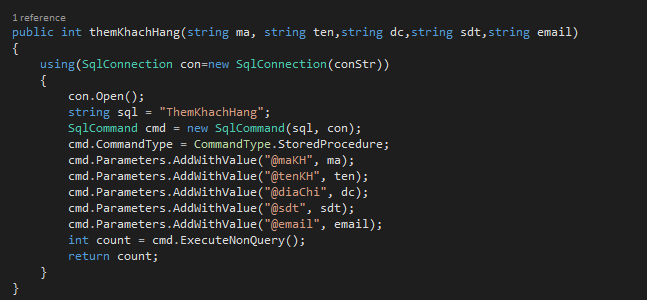 1 reference
public int themKhachHang(string ma, string ten,string dc,string sdt,string email)
{
using(SqlConnection con=new SqlConnection(conStr))
{
con.Open();
string sql = "ThemKhachHang";
SqlCommand cmd = new SqlCommand(sql, con);
cmd.CommandType = CommandType.StoredProcedure;
cmd.Parameters.AddWithValue("@maKH", ma);
cmd.Parameters.AddWithValue("@tenKH", ten);
cmd.Parameters.AddWithValue("@diaChi", dc);
cmd.Parameters.AddWithValue("@sdt", sdt);
cmd.Parameters.AddWithValue("@email", email);
int count = cmd.ExecuteNonQuery();
return count;
}
}